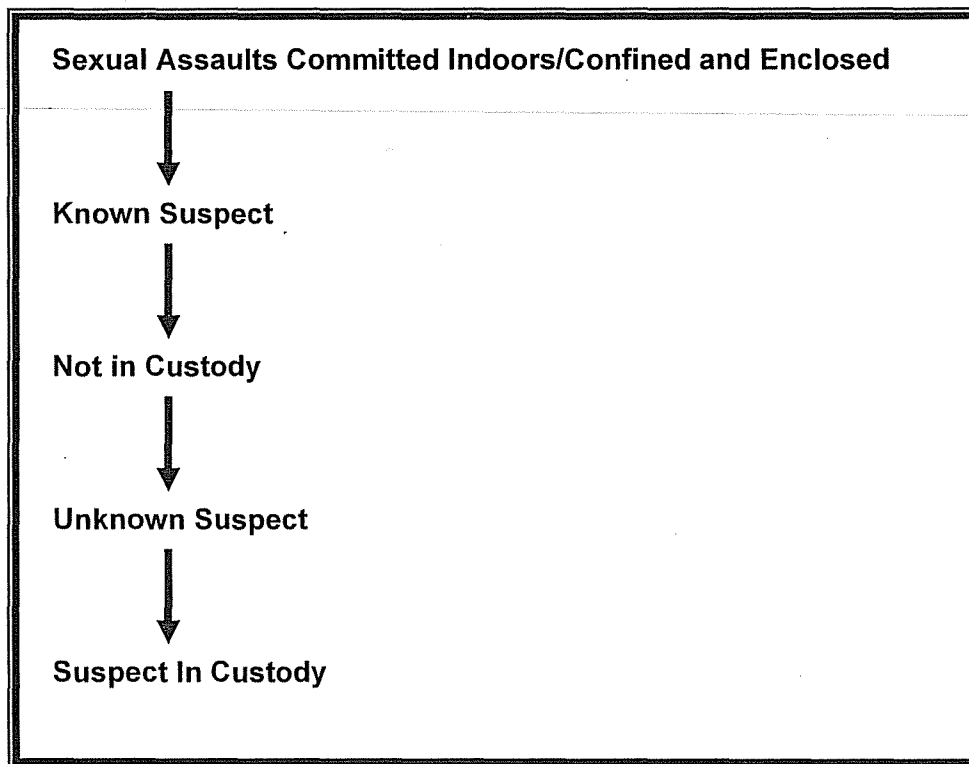 Sexual Assaults Committed Indoors/Confined and Enclosed
Known Suspect
Not in Custody
Unknown Suspect
Suspect In Custody